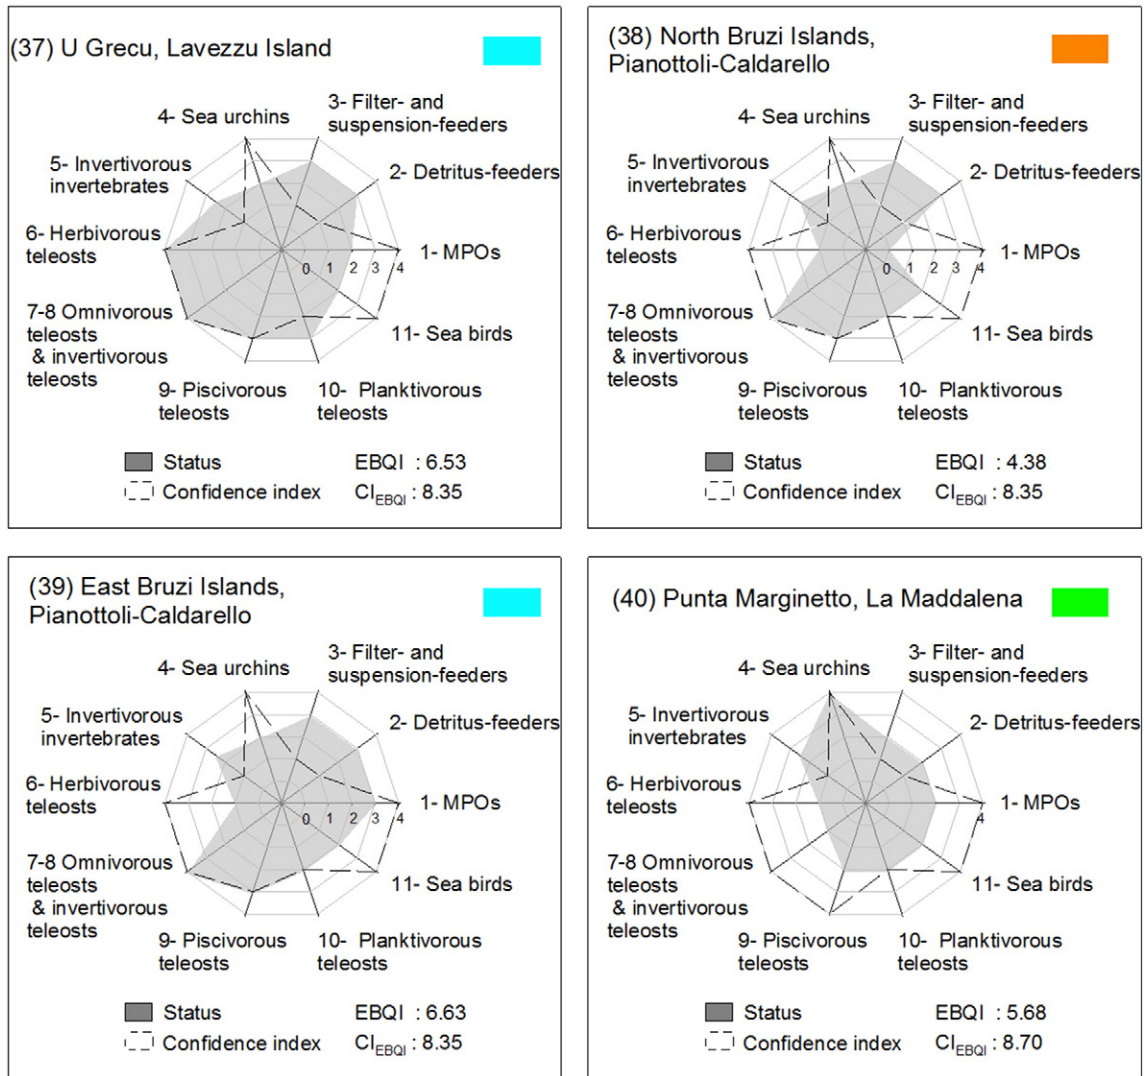 (37) U Grecu, Lavezzu Island
4- Sea urchins
3- Filter- and
suspension-feeders
5- Invertivorous
invertebrates
2- Detritus-feeders
6- Herbivorous
teleosts
0 1 2 3 4
1- MPOs
7-8 Omnivorous
teleosts
& invertivorous
teleosts
11- Sea birds
9- Piscivorous
teleosts
10- Planktivorous
teleosts
Status
EBQI : 6.53
Confidence index
CI_EBQI : 8.35
(38) North Bruzi Islands,
Pianottoli-Caldarello
4- Sea urchins
3- Filter- and
suspension-feeders
5- Invertivorous
invertebrates
2- Detritus-feeders
6- Herbivorous
teleosts
0 1 2 3 4
1- MPOs
7-8 Omnivorous
teleosts
& invertivorous
teleosts
11- Sea birds
9- Piscivorous
teleosts
10- Planktivorous
teleosts
Status
EBQI : 4.38
Confidence index
CI_EBQI : 8.35
(39) East Bruzi Islands,
Pianottoli-Caldarello
4- Sea urchins
3- Filter- and
suspension-feeders
5- Invertivorous
invertebrates
2- Detritus-feeders
6- Herbivorous
teleosts
0 1 2 3 4
1- MPOs
7-8 Omnivorous
teleosts
& invertivorous
teleosts
11- Sea birds
9- Piscivorous
teleosts
10- Planktivorous
teleosts
Status
EBQI : 6.63
Confidence index
CI_EBQI : 8.35
(40) Punta Marginetto, La Maddalena
4- Sea urchins
3- Filter- and
suspension-feeders
5- Invertivorous
invertebrates
2- Detritus-feeders
6- Herbivorous
teleosts
4
1- MPOs
7-8 Omnivorous
teleosts
& invertivorous
teleosts
11- Sea birds
9- Piscivorous
teleosts
10- Planktivorous
teleosts
Status
EBQI : 5.68
Confidence index
CI_EBQI : 8.70